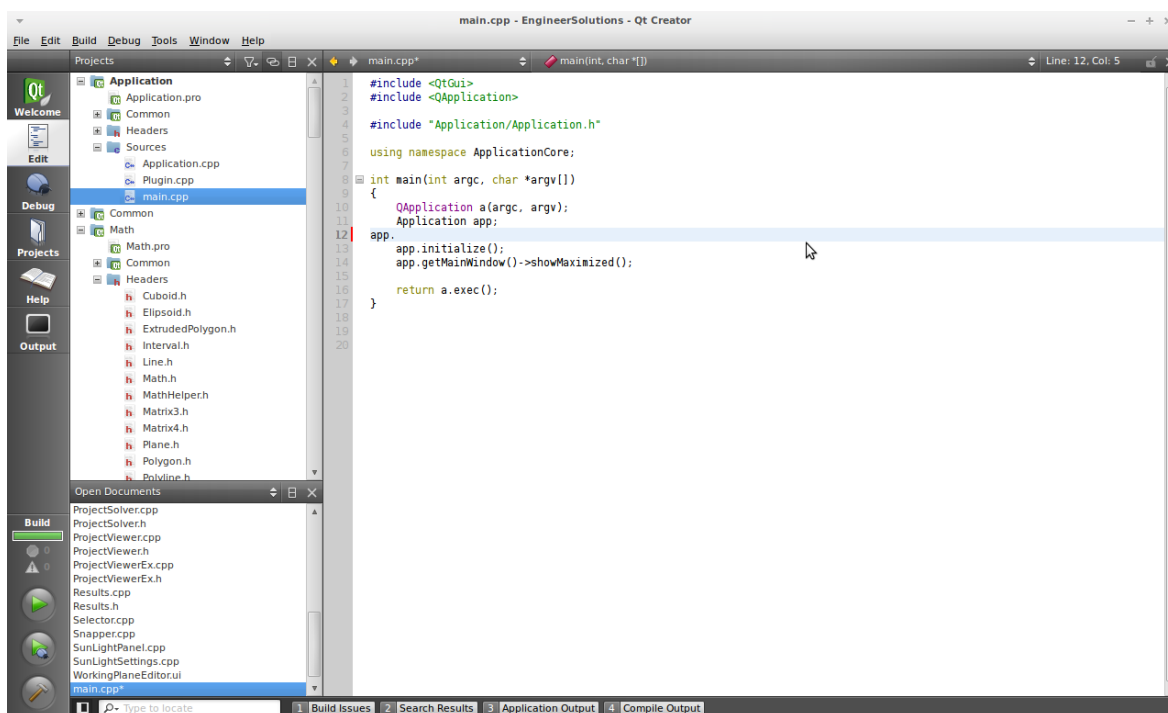 main.cpp - EngineerSolutions - Qt Creator
File Edit Build Debug Tools Window Help
Projects
main.cpp*
main(int, char *[])
Line: 12, Col: 5
Welcome
Edit
Debug
Projects
Help
Output
Application
Application.pro
Common
Headers
Sources
Application.cpp
Plugin.cpp
main.cpp
Common
Math
Math.pro
Common
Headers
Cuboid.h
Elipsoid.h
ExtrudedPolygon.h
Interval.h
Line.h
Math.h
MathHelper.h
Matrix3.h
Matrix4.h
Plane.h
Polygon.h
Polyline.h
1 #include <QtGui>
2 #include <QApplication>
3
4 #include "Application/Application.h"
5
6 using namespace ApplicationCore;
7
8 int main(int argc, char *argv[])
9 {
10 QApplication a(argc, argv);
11 Application app;
12 app.
13 app.initialize();
14 app.getMainWindow()->showMaximized();
15
16 return a.exec();
17 }
18
19
20
Open Documents
ProjectSolver.cpp
ProjectSolver.h
ProjectViewer.cpp
ProjectViewer.h
ProjectViewerEx.cpp
ProjectViewerEx.h
Results.cpp
Results.h
Selector.cpp
Snapper.cpp
SunLightPanel.cpp
SunLightSettings.cpp
WorkingPlaneEditor.ui
main.cpp*
Build
0
0
Type to locate
1 Build Issues 2 Search Results 3 Application Output 4 Compile Output